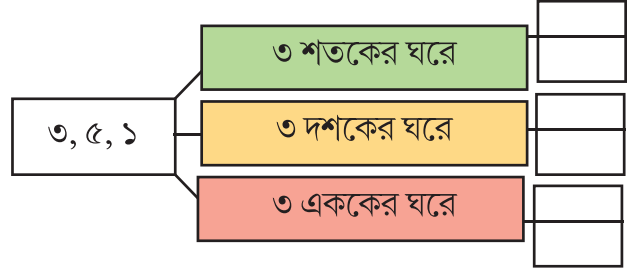 ৩ শতকের ঘরে
৩, ৫, ১
৩ দশকের ঘরে
৩ এককের ঘরে